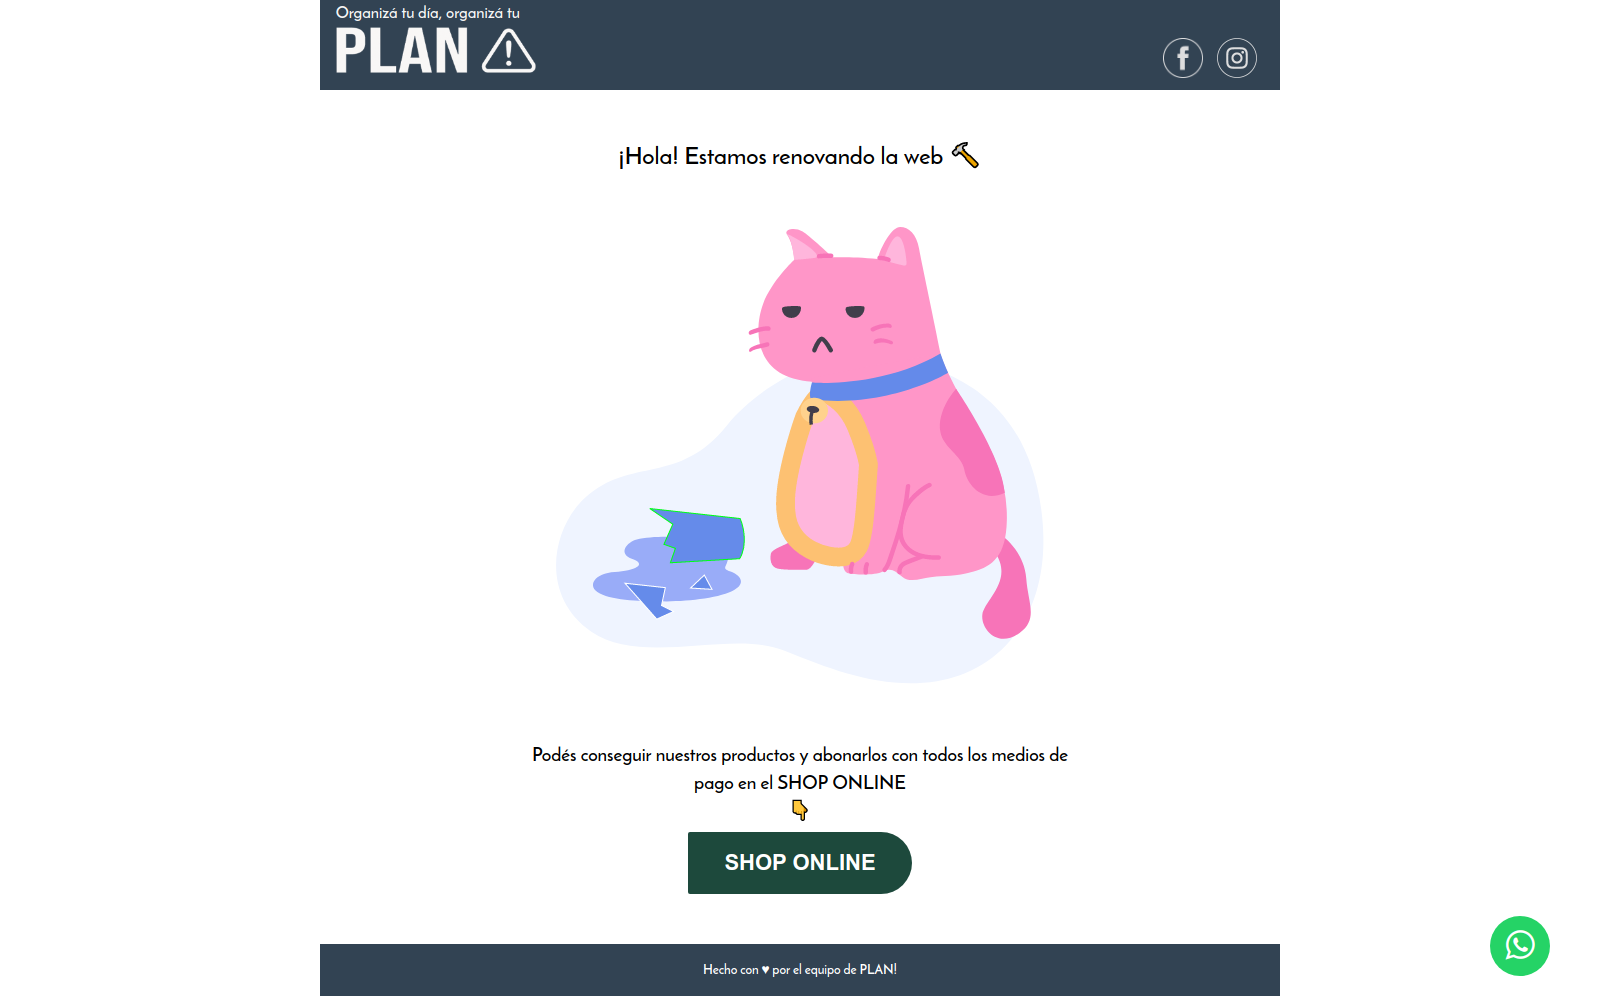 Organizá tu día, organizá tu
PLAN
¡Hola! Estamos renovando la web 🔨
Podés conseguir nuestros productos y abonarlos con todos los medios de
pago en el SHOP ONLINE
👇
SHOP ONLINE
Hecho con ♥ por el equipo de PLAN!